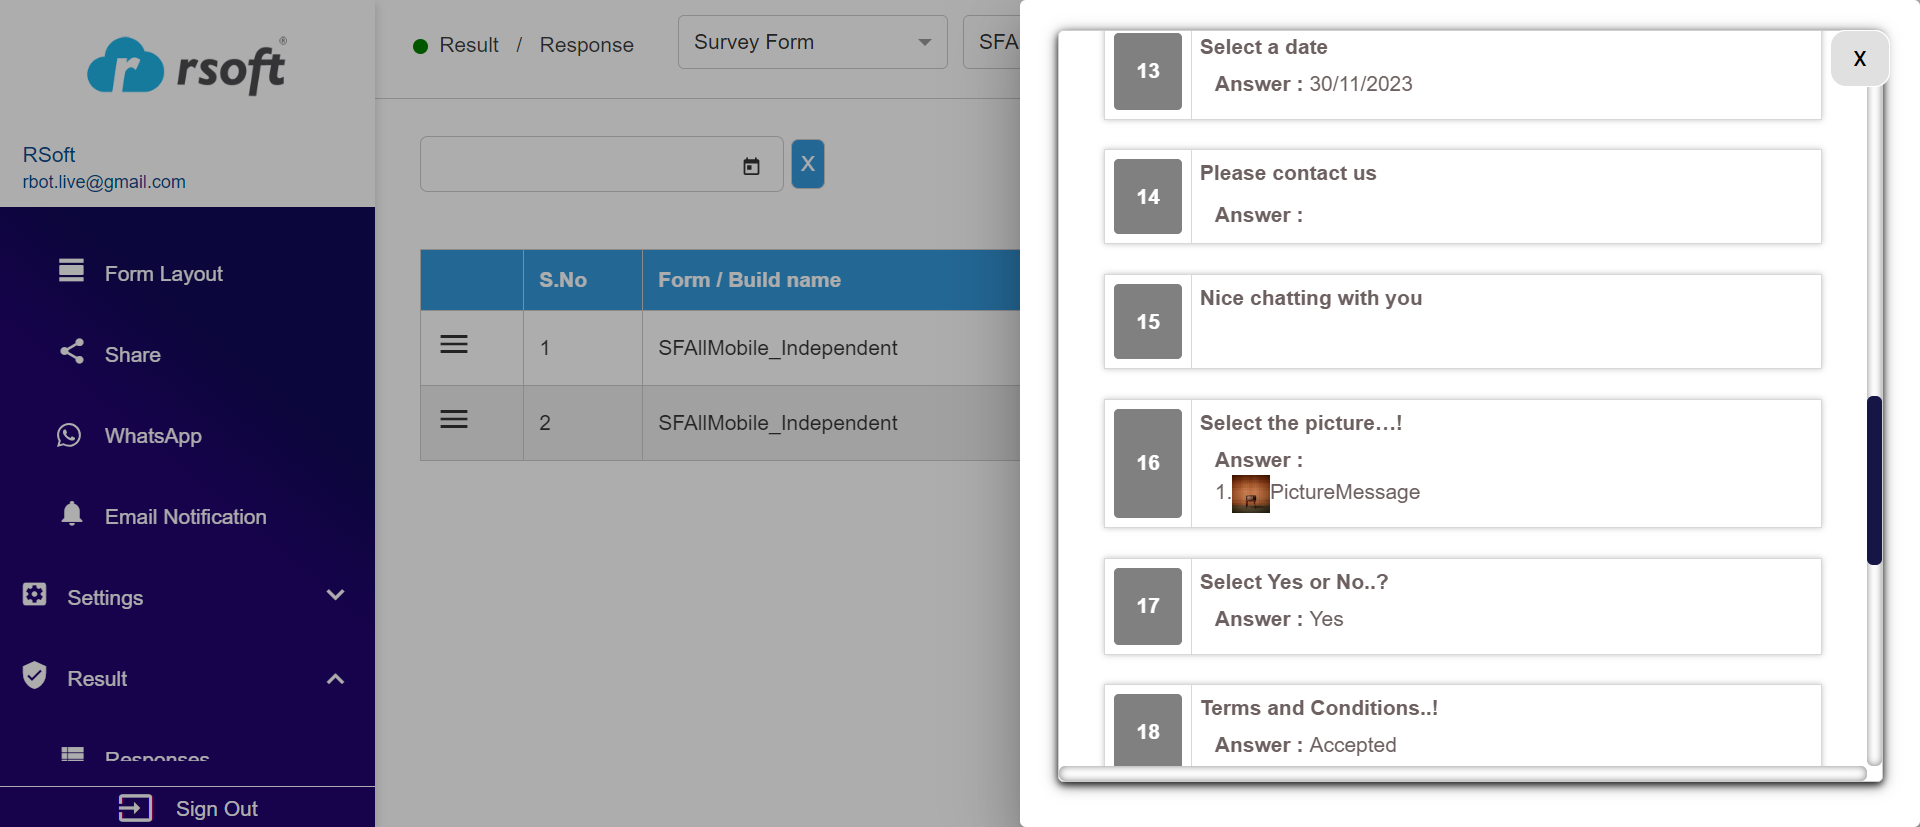 rsoft®
RSoft
rbot.live@gmail.com
Form Layout
Share
WhatsApp
Email Notification
Settings
Result
Responses
Sign Out
Result / Response
Survey Form
SFA
X
S.No Form / Build name
1 SFAllMobile_Independent
2 SFAllMobile_Independent
X
13 Select a date
Answer : 30/11/2023
14 Please contact us
Answer :
15 Nice chatting with you
16 Select the picture...!
Answer :
1. PictureMessage
17 Select Yes or No..?
Answer : Yes
18 Terms and Conditions..!
Answer : Accepted